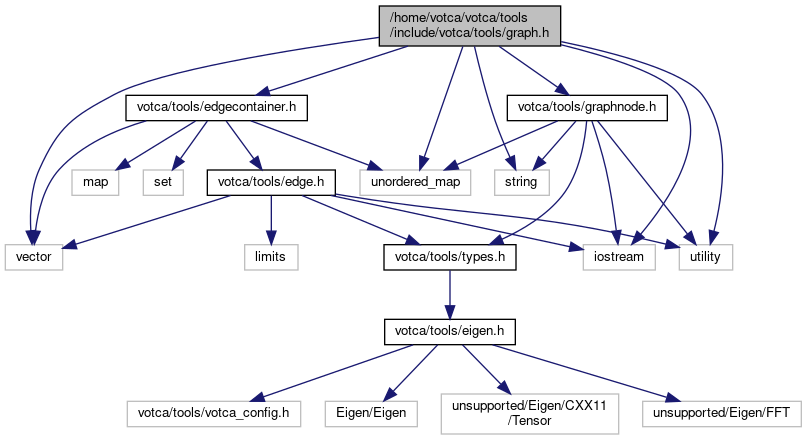 /home/votca/votca/tools
/include/votca/tools/graph.h
votca/tools/edgecontainer.h
votca/tools/graphnode.h
map
set
votca/tools/edge.h
unordered_map
string
vector
limits
votca/tools/types.h
iostream
utility
votca/tools/eigen.h
votca/tools/votca_config.h
Eigen/Eigen
unsupported/Eigen/CXX11
/Tensor
unsupported/Eigen/FFT